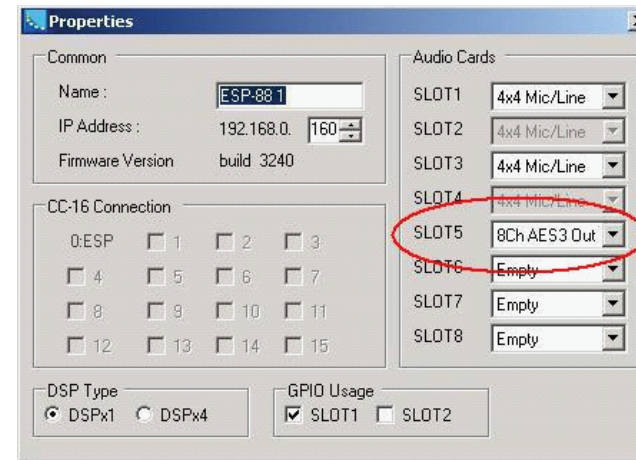 Properties
Common
Name :
ESP-88 1
IP Address :
192.168.0. 160
Firmware Version build 3240
CC-16 Connection
0:ESP 1 2 3
4 5 6 7
8 9 10 11
12 13 14 15
DSP Type
DSPx1 DSPx4
GPIO Usage
SLOT1 SLOT2
Audio Cards
SLOT1 4x4 Mic/Line
SLOT2 4x4 Mic/Line
SLOT3 4x4 Mic/Line
SLOT4 4x4 Mic/Line
SLOT5 8Ch AES3 Out
SLOT6 Empty
SLOT7 Empty
SLOT8 Empty